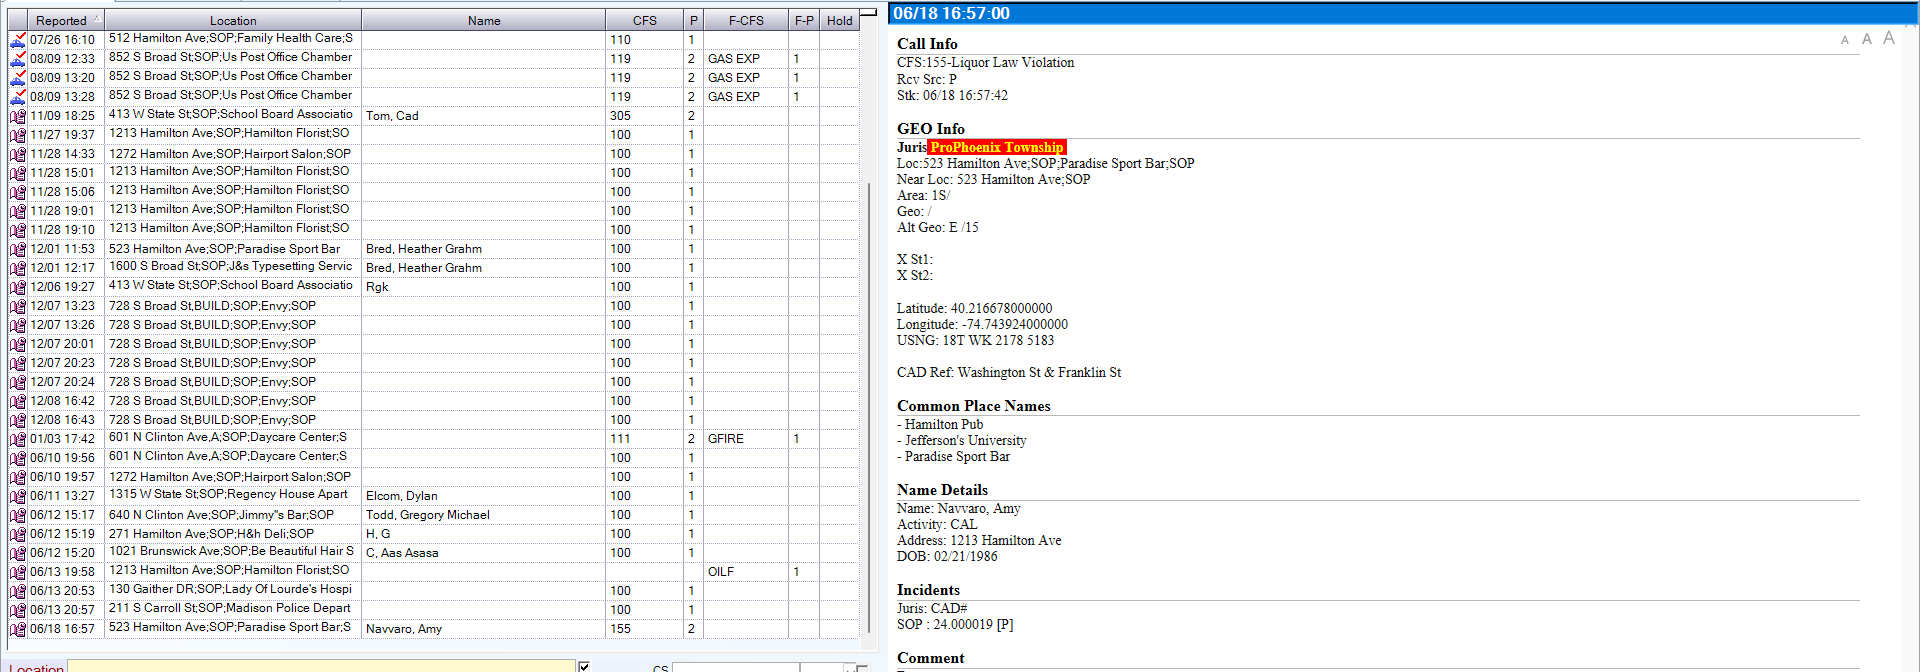 Reported Location Name CFS P F-CFS F-P Hold
07/26 16:10 512 Hamilton Ave;SOP;Family Health Care;S 110 1
08/09 12:33 852 S Broad St;SOP;Us Post Office Chamber 119 2 GAS EXP 1
08/09 13:20 852 S Broad St;SOP;Us Post Office Chamber 119 2 GAS EXP 1
08/09 13:28 852 S Broad St;SOP;Us Post Office Chamber 119 2 GAS EXP 1
11/09 18:25 413 W State St;SOP;School Board Associatio Tom, Cad 305 2
11/27 19:37 1213 Hamilton Ave;SOP;Hamilton Florist;SO 100 1
11/28 14:33 1272 Hamilton Ave;SOP;Hairport Salon;SOP 100 1
11/28 15:01 1213 Hamilton Ave;SOP;Hamilton Florist;SO 100 1
11/28 15:06 1213 Hamilton Ave;SOP;Hamilton Florist;SO 100 1
11/28 19:01 1213 Hamilton Ave;SOP;Hamilton Florist;SO 100 1
11/28 19:10 1213 Hamilton Ave;SOP;Hamilton Florist;SO 100 1
12/01 11:53 523 Hamilton Ave;SOP;Paradise Sport Bar Bred, Heather Grahm 100 1
12/01 12:17 1600 S Broad St;SOP;J&s Typesetting Servic Bred, Heather Grahm 100 1
12/06 19:27 413 W State St;SOP;School Board Associatio Rgk 100 1
12/07 13:23 728 S Broad St,BUILD;SOP;Envy;SOP 100 1
12/07 13:26 728 S Broad St,BUILD;SOP;Envy;SOP 100 1
12/07 20:01 728 S Broad St,BUILD;SOP;Envy;SOP 100 1
12/07 20:23 728 S Broad St,BUILD;SOP;Envy;SOP 100 1
12/07 20:24 728 S Broad St,BUILD;SOP;Envy;SOP 100 1
12/08 16:42 728 S Broad St,BUILD;SOP;Envy;SOP 100 1
12/08 16:43 728 S Broad St,BUILD;SOP;Envy;SOP 100 1
01/03 17:42 601 N Clinton Ave,A;SOP;Daycare Center;S 111 2 GFIRE 1
06/10 19:56 601 N Clinton Ave,A;SOP;Daycare Center;S 100 1
06/10 19:57 1272 Hamilton Ave;SOP;Hairport Salon;SOP 100 1
06/11 13:27 1315 W State St;SOP;Regency House Apart Elcom, Dylan 100 1
06/12 15:17 640 N Clinton Ave;SOP;Jimmy"s Bar;SOP Todd, Gregory Michael 100 1
06/12 15:19 271 Hamilton Ave;SOP;H&h Deli;SOP H, G 100 1
06/12 15:20 1021 Brunswick Ave;SOP;Be Beautiful Hair S C, Aas Asasa 100 1
06/13 19:58 1213 Hamilton Ave;SOP;Hamilton Florist;SO OILF 1
06/13 20:53 130 Gaither DR;SOP;Lady Of Lourde's Hospi 100 1
06/13 20:57 211 S Carroll St;SOP;Madison Police Depart 100 1
06/18 16:57 523 Hamilton Ave;SOP;Paradise Sport Bar;S Navvaro, Amy 155 2
Location CS
06/18 16:57:00
A A A
Call Info
CFS:155-Liquor Law Violation
Rcv Src: P
Stk: 06/18 16:57:42
GEO Info
Juris ProPhoenix Township
Loc:523 Hamilton Ave;SOP;Paradise Sport Bar;SOP
Near Loc: 523 Hamilton Ave;SOP
Area: 1S/
Geo: /
Alt Geo: E /15
X St1:
X St2:
Latitude: 40.216678000000
Longitude: -74.743924000000
USNG: 18T WK 2178 5183
CAD Ref: Washington St & Franklin St
Common Place Names
- Hamilton Pub
- Jefferson's University
- Paradise Sport Bar
Name Details
Name: Navvaro, Amy
Activity: CAL
Address: 1213 Hamilton Ave
DOB: 02/21/1986
Incidents
Juris: CAD#
SOP : 24.000019 [P]
Comment